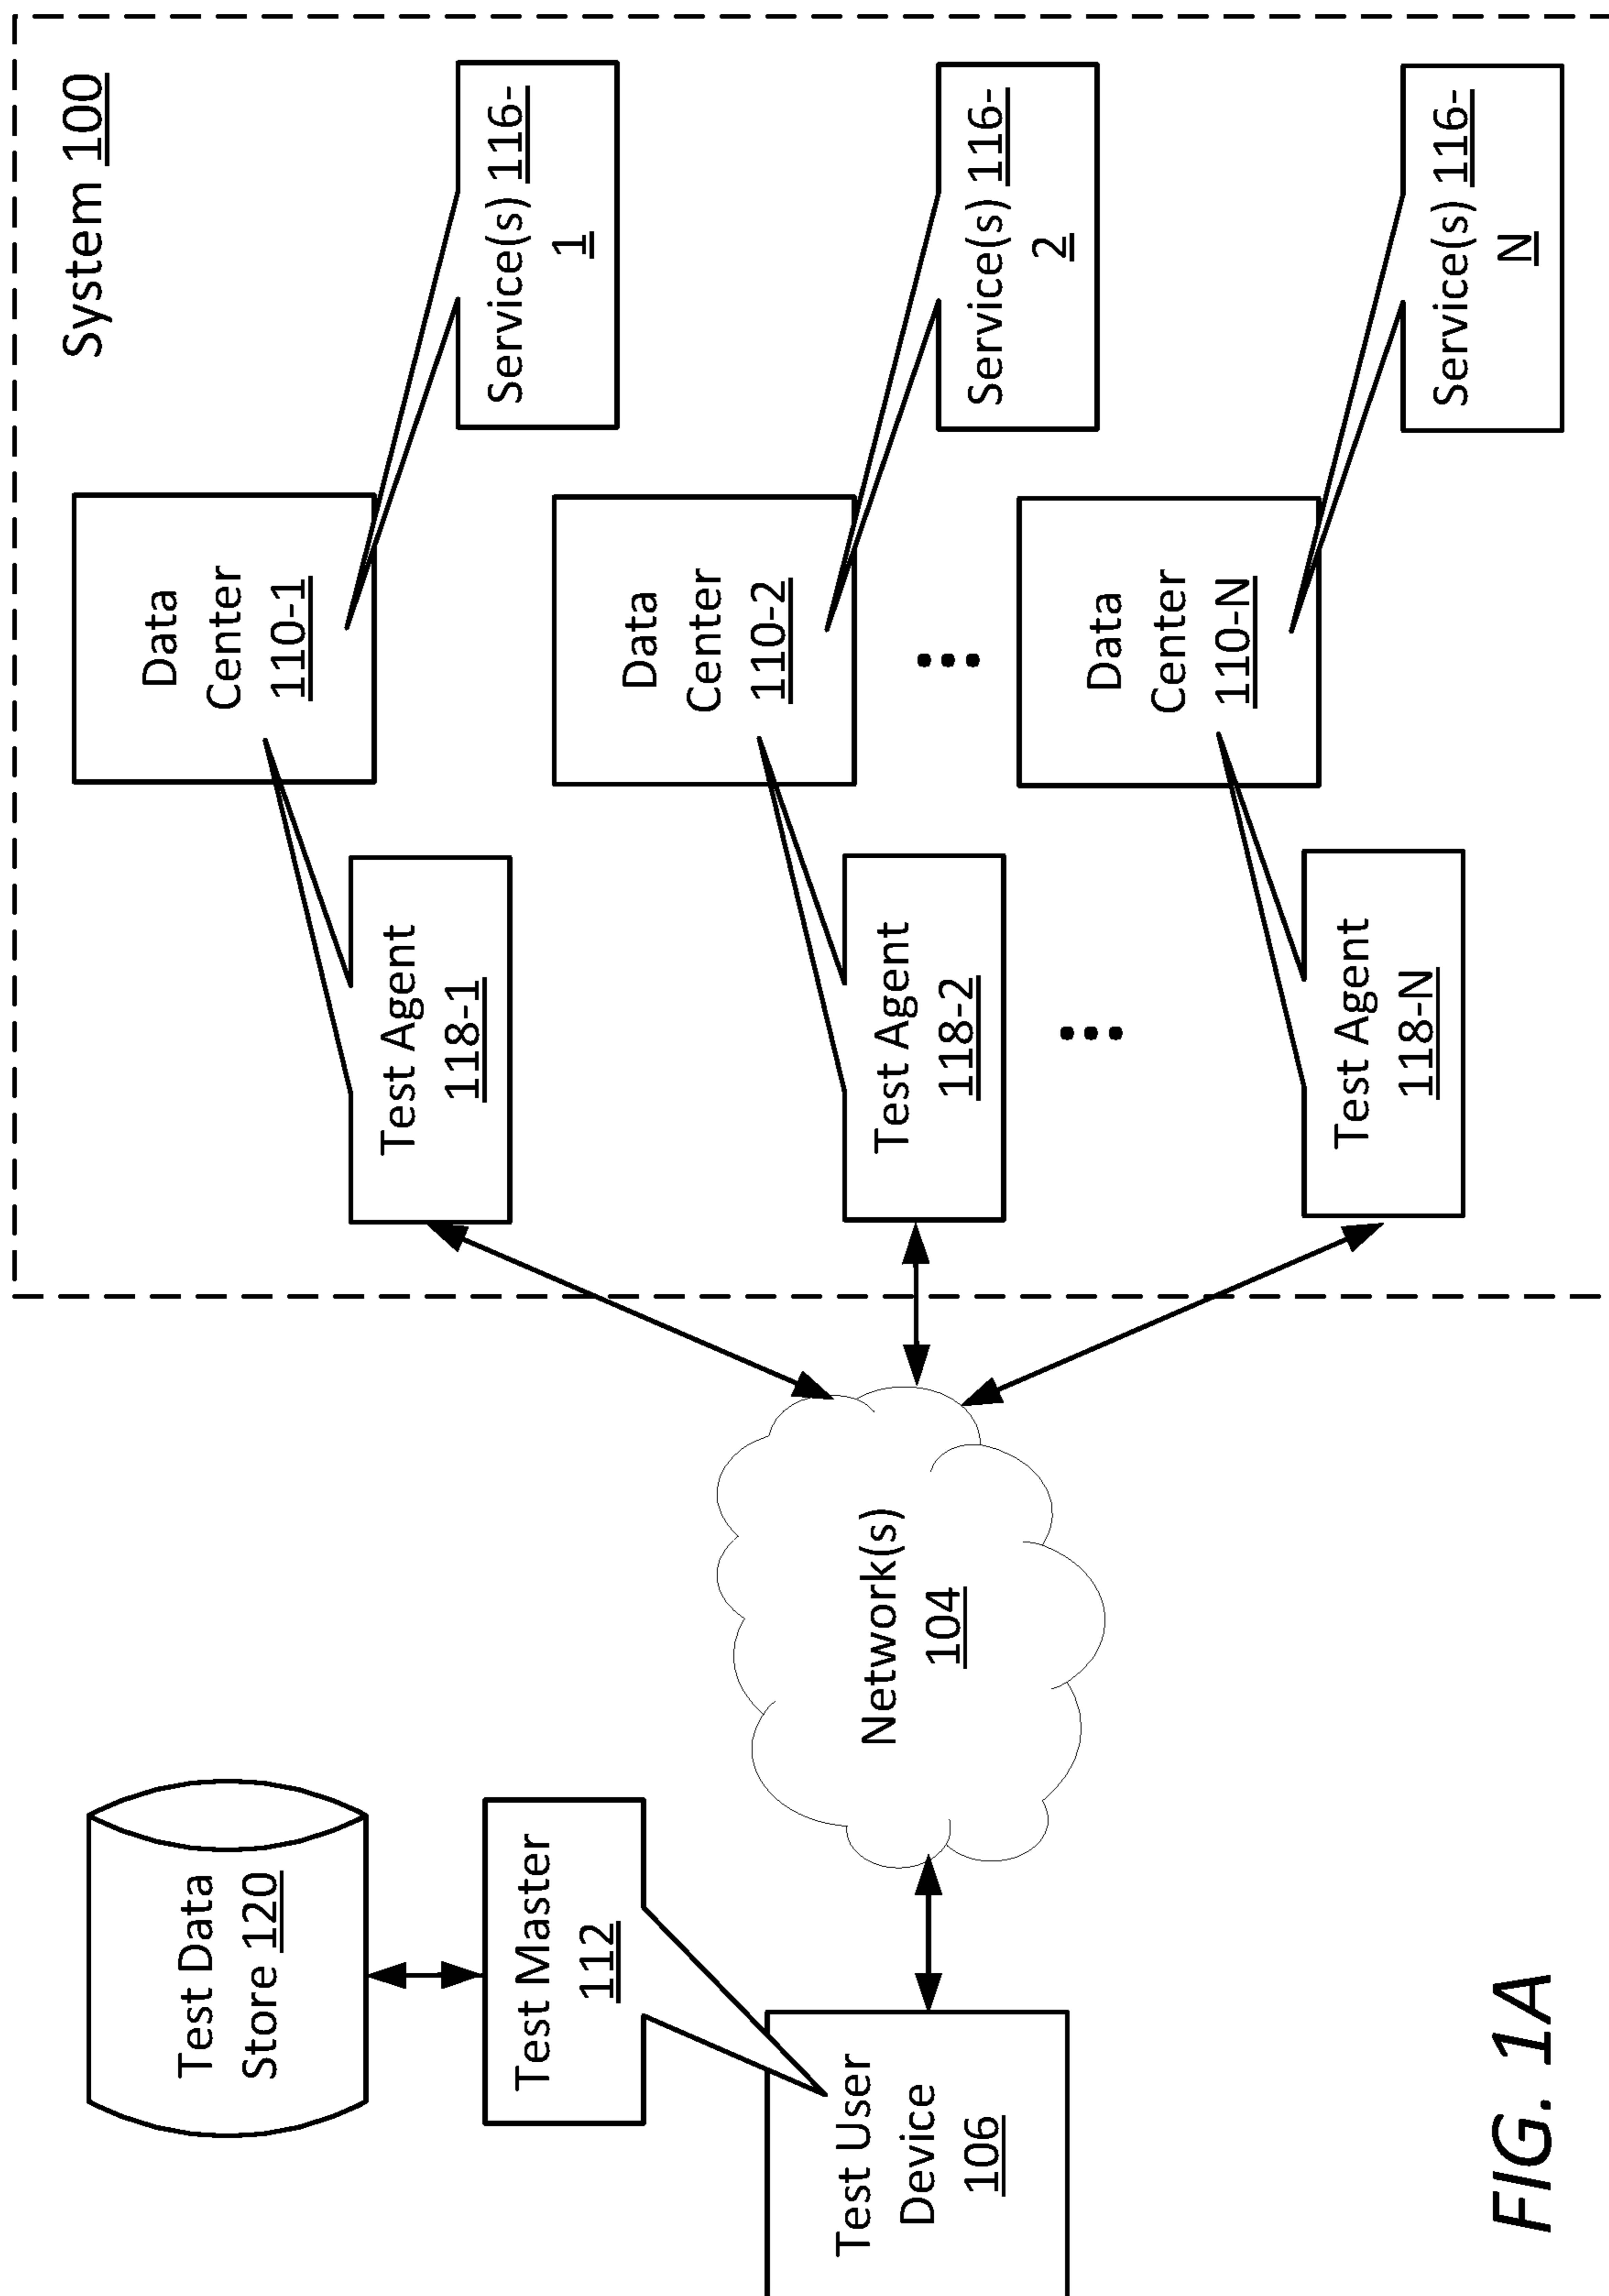 System 100
Data
Center
110-1
Service(s) 116-
1
Test Agent
118-1
Data
Center
110-2
Service(s) 116-
2
Test Agent
118-2
Data
Center
110-N
Service(s) 116-
N
Test Agent
118-N
Network(s)
104
Test Data
Store 120
Test Master
112
Test User
Device
106
FIG. 1A